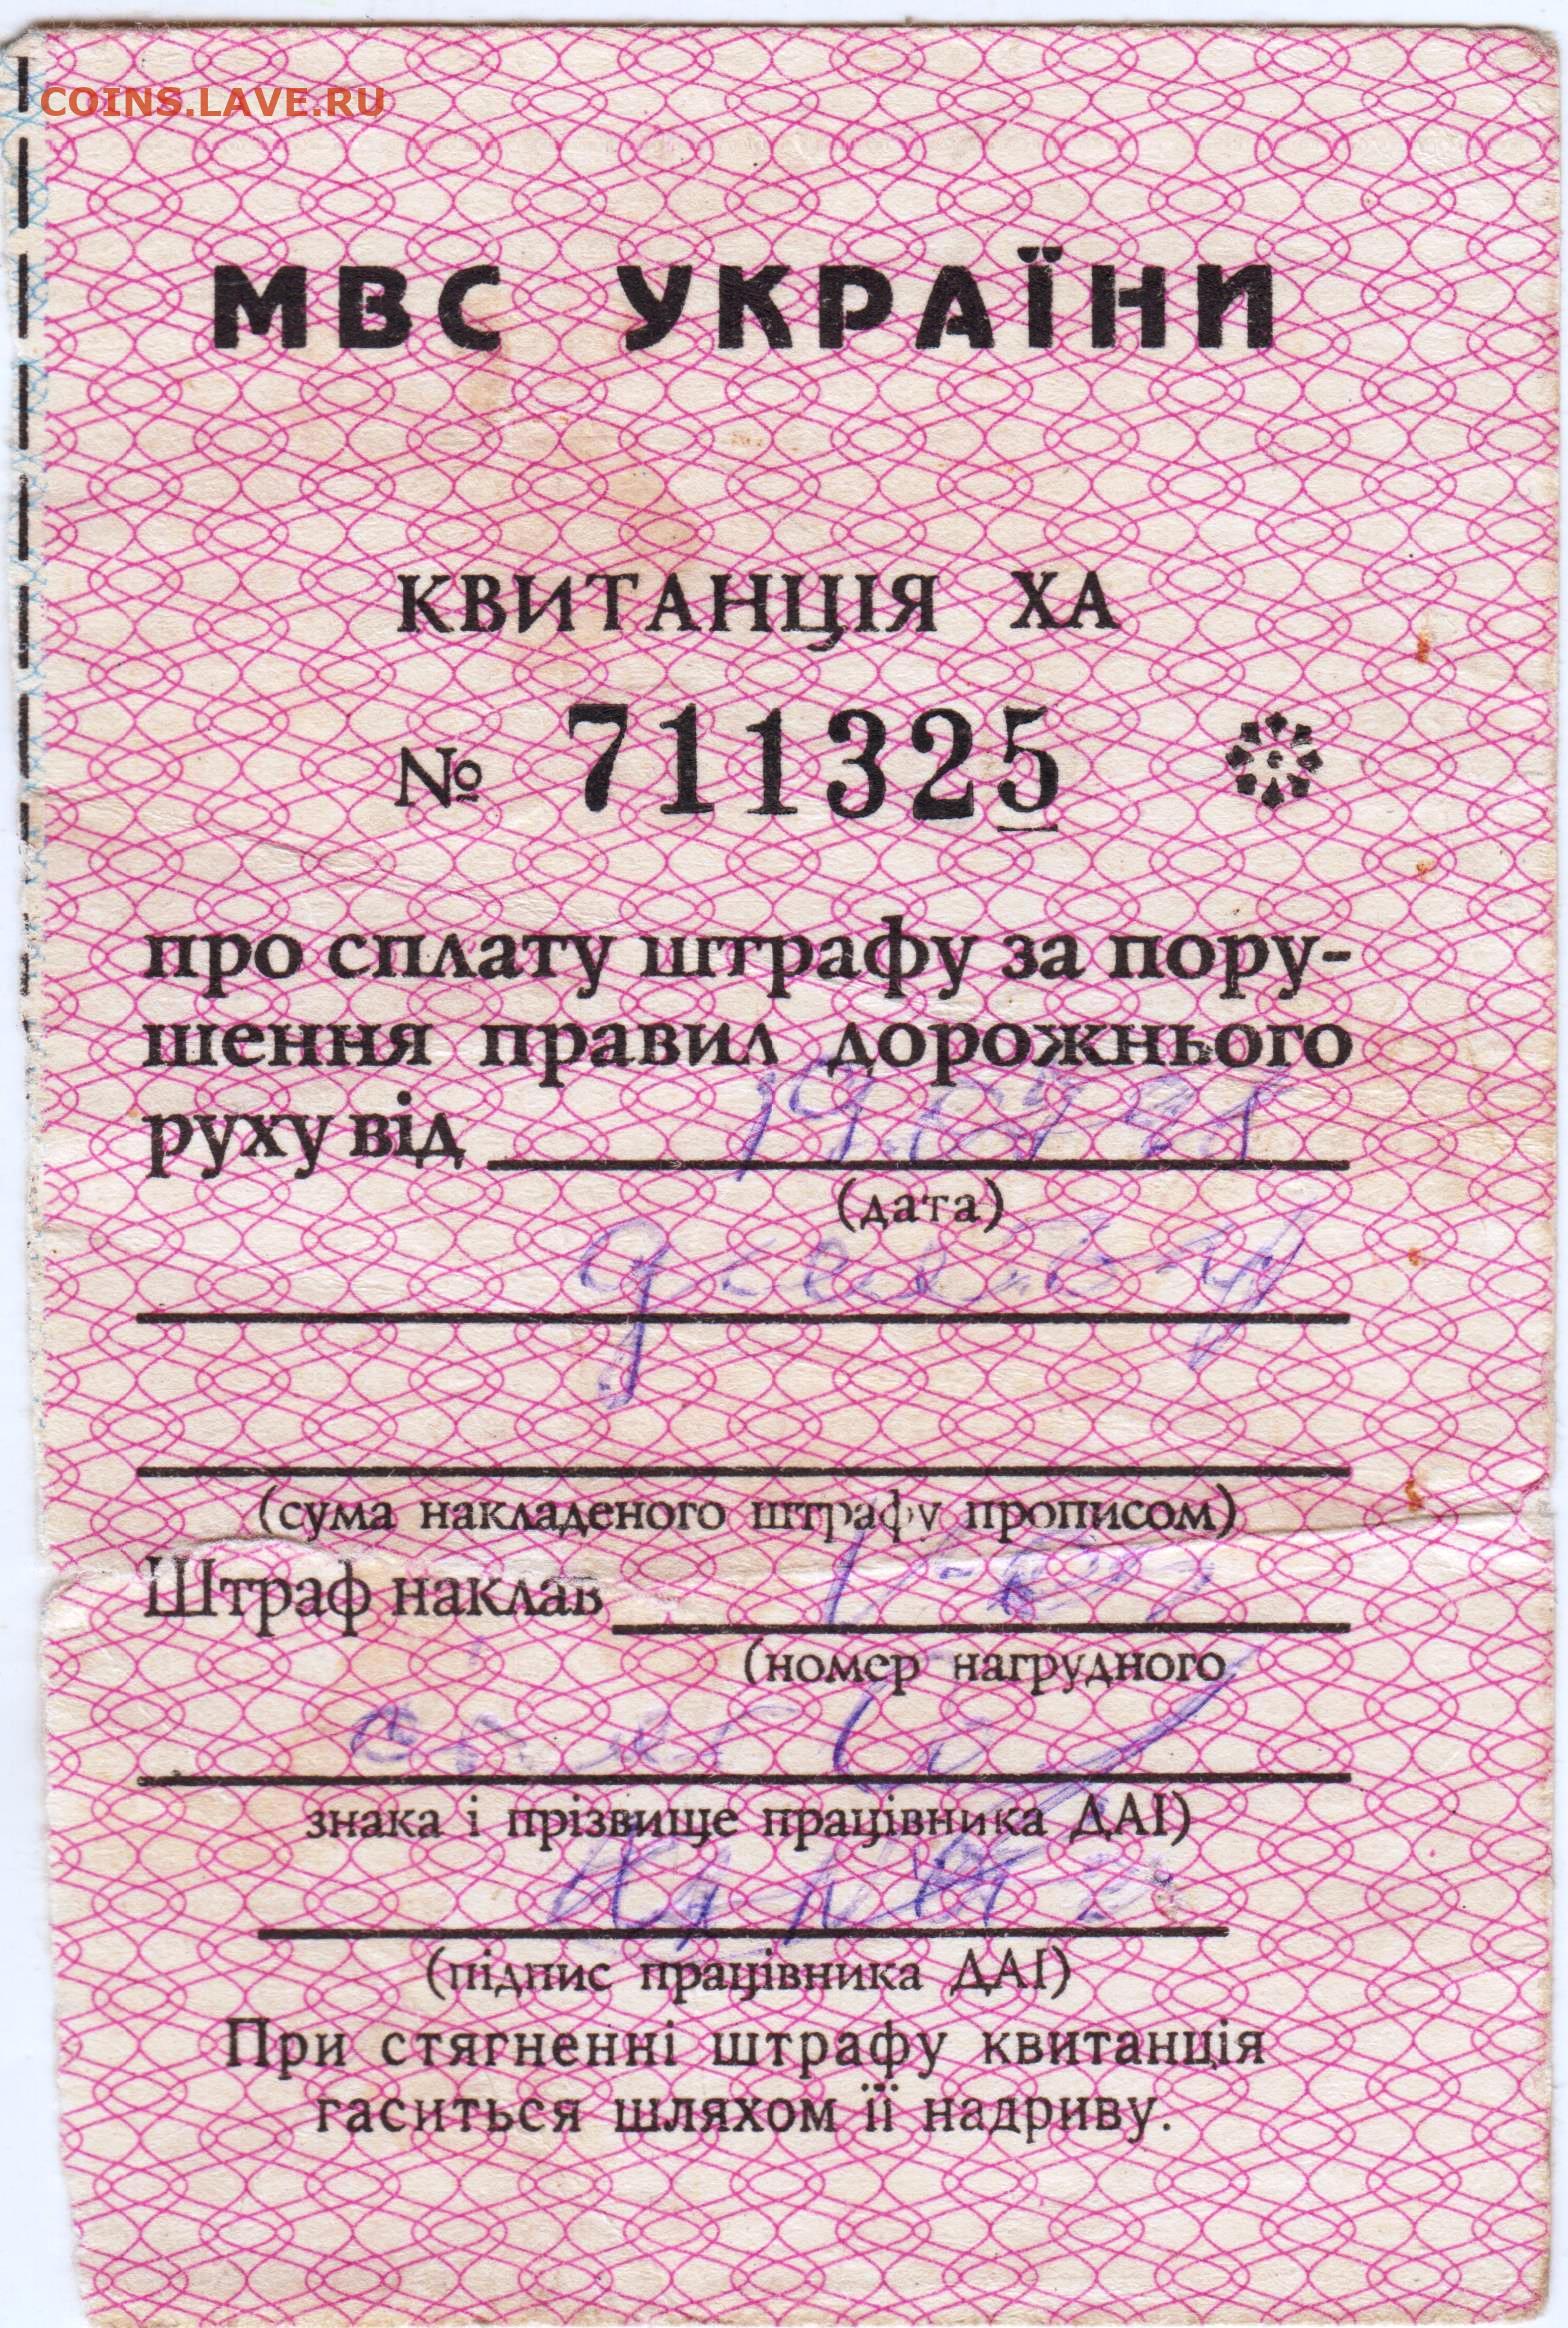 COINS.LAVE.RU
МВС УКРАЇНИ
КВИТАНЦІЯ ХА
№ 711325
про сплату штрафу за пору-
шення правил дорожнього
руху від
(дата)
(сума накладеного штрафу прописом)
Штраф наклав
(номер нагрудного
знака і прізвище працівника ДАІ)
(підпис працівника ДАІ)
При стягненні штрафу квитанція
гаситься шляхом її надриву.